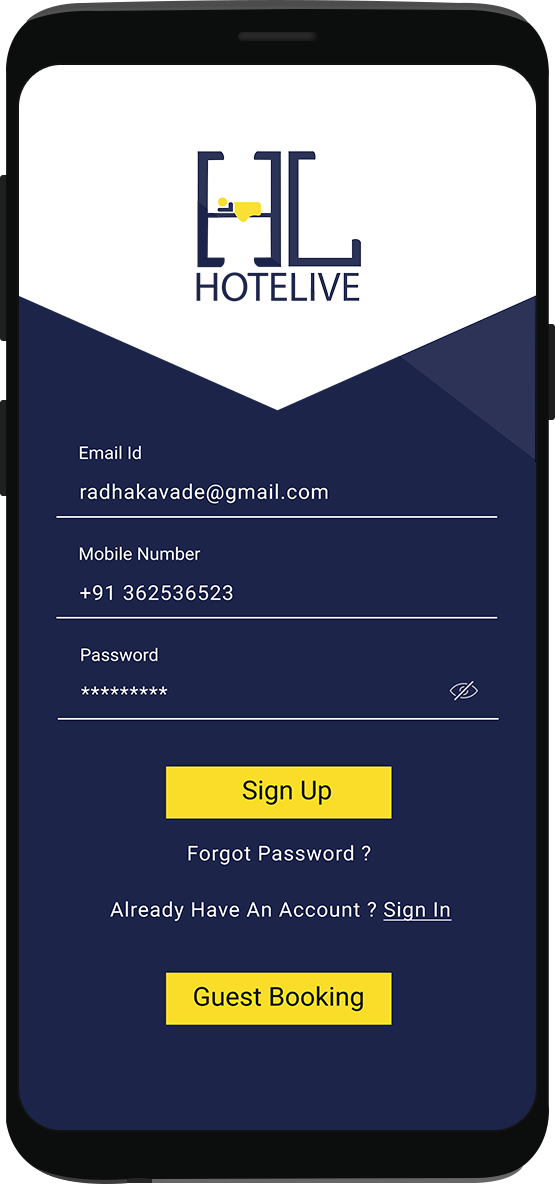 HL
HOTELIVE
Email Id
radhakavade@gmail.com
Mobile Number
+91 362536523
Password
*********
Sign Up
Forgot Password ?
Already Have An Account ? Sign In
Guest Booking